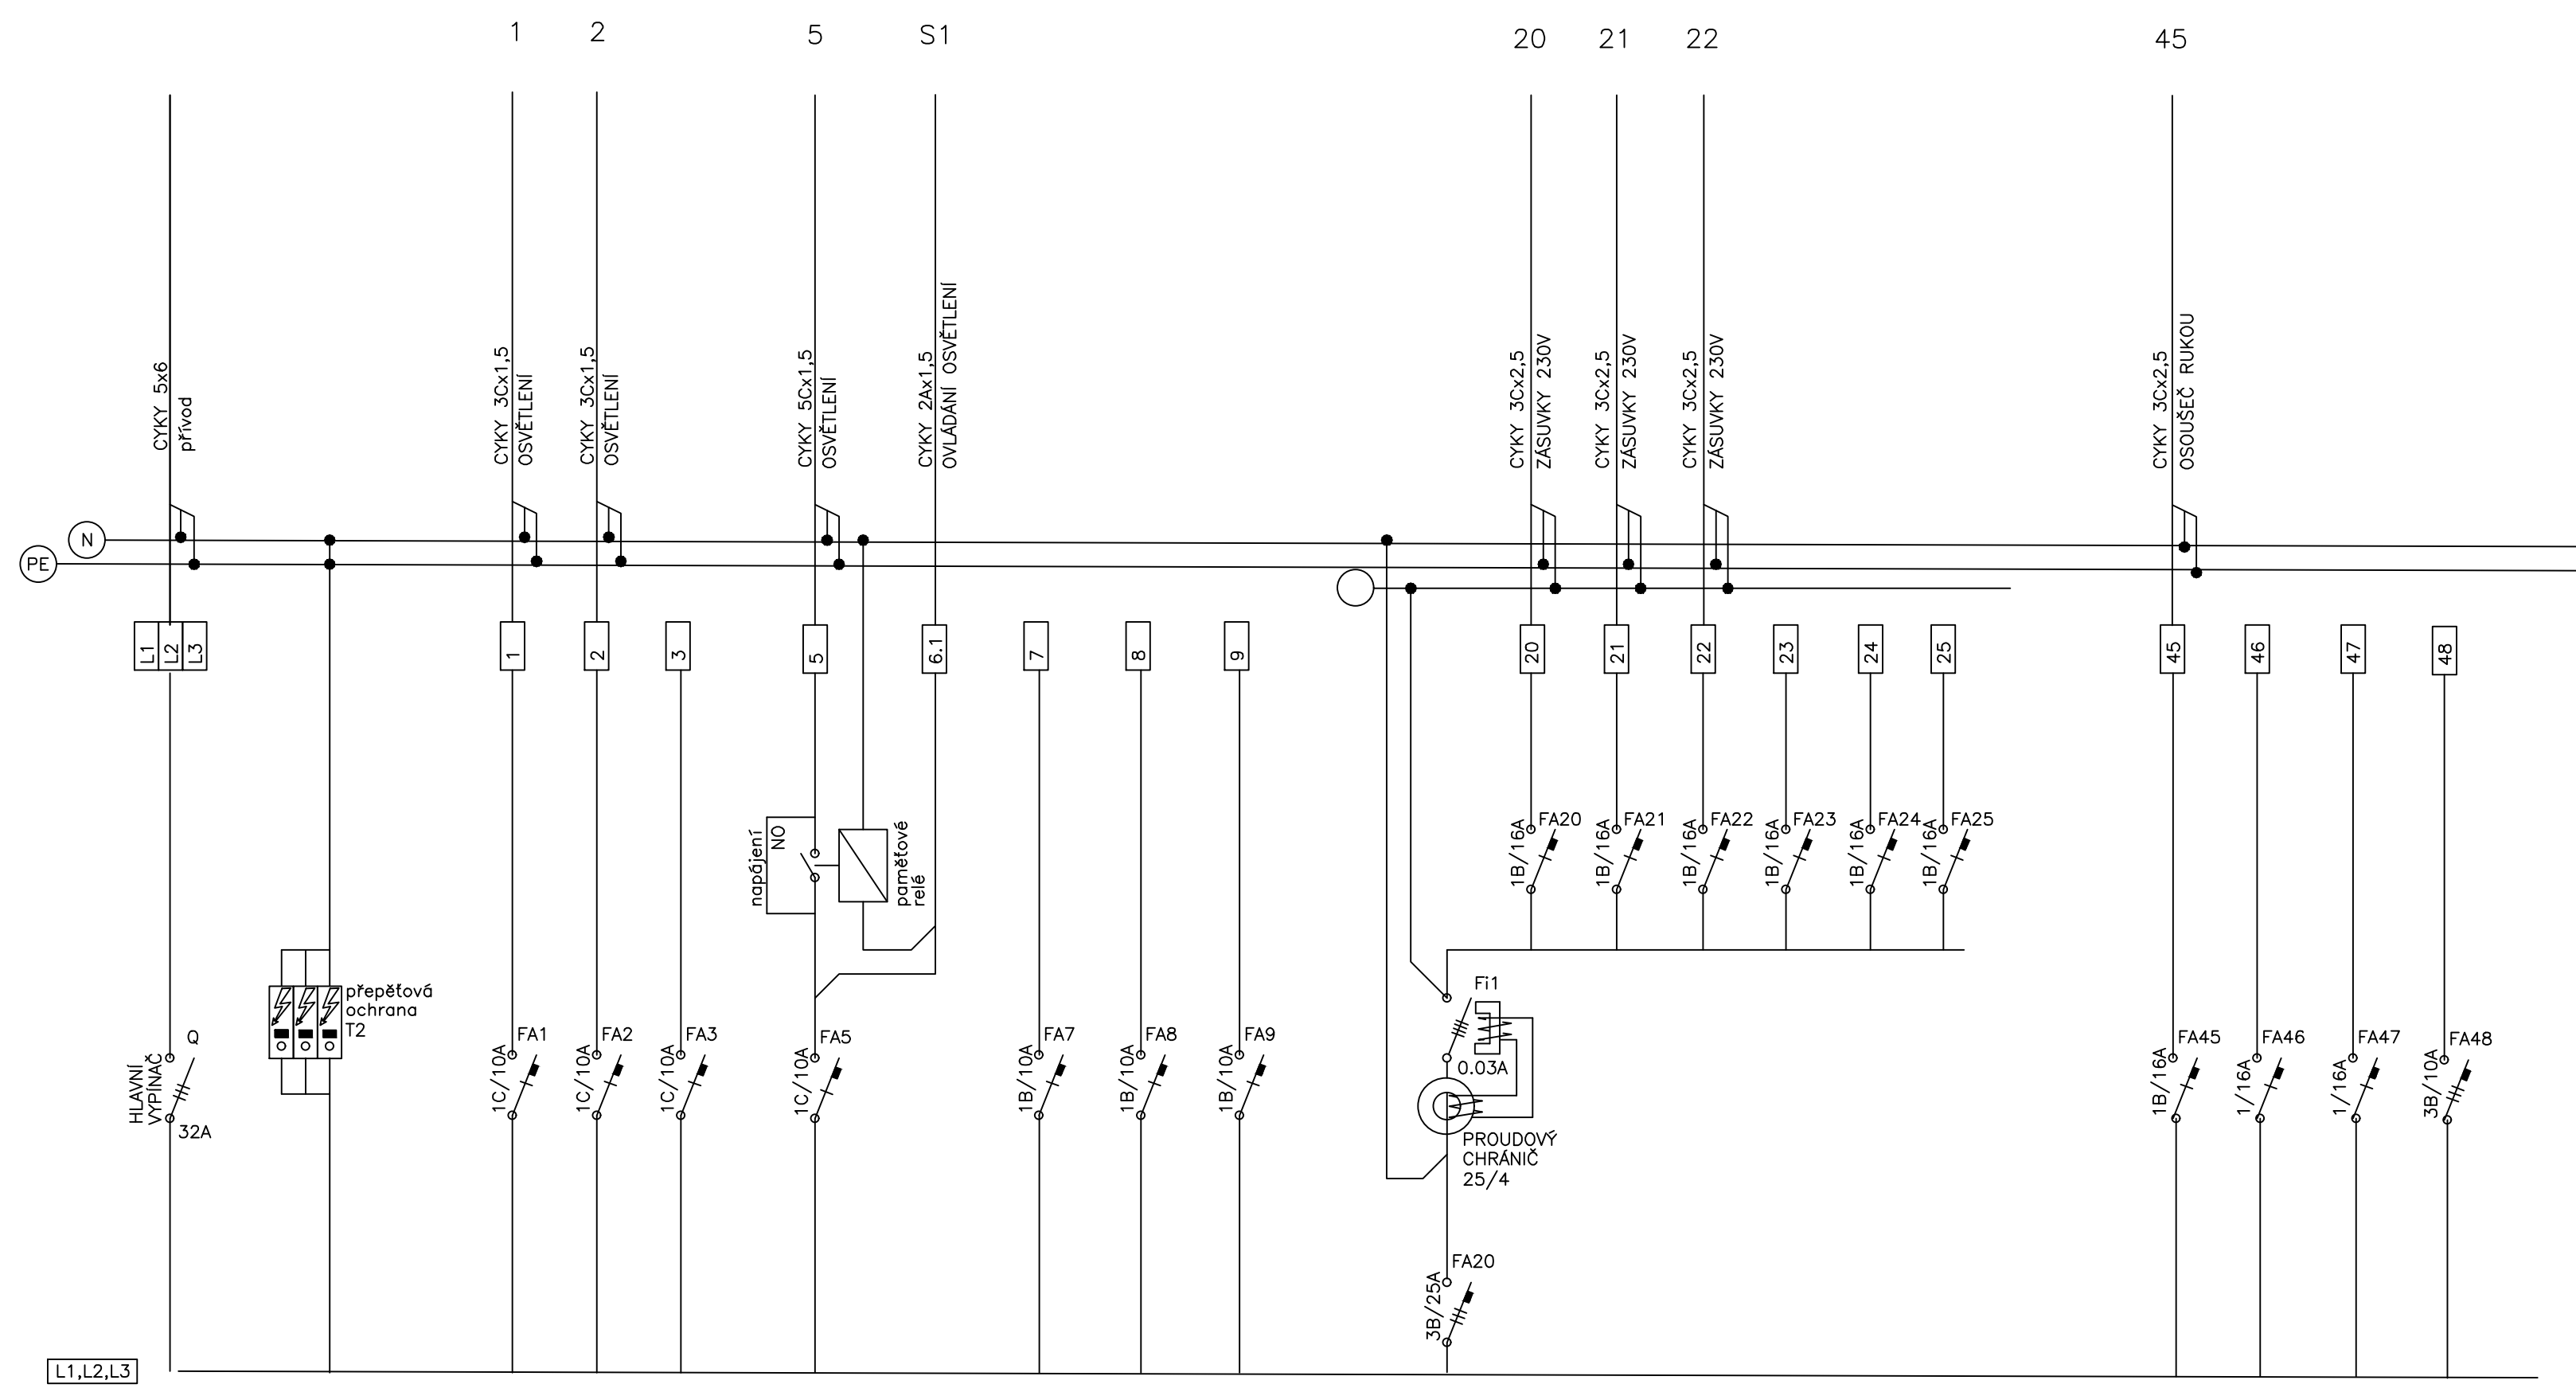 1
2
5
S1
20
21
22
45
CYKY 5x6
přívod
CYKY 3Cx1,5
OSVĚTLENÍ
CYKY 3Cx1,5
OSVĚTLENÍ
CYKY 5Cx1,5
OSVĚTLENÍ
CYKY 2Ax1,5
OVLÁDÁNÍ OSVĚTLENÍ
CYKY 3Cx2,5
ZÁSUVKY 230V
CYKY 3Cx2,5
ZÁSUVKY 230V
CYKY 3Cx2,5
ZÁSUVKY 230V
CYKY 3Cx2,5
OSOUŠEČ RUKOU
N
PE
L1
L2
L3
1
2
3
5
6.1
7
8
9
20
21
22
23
24
25
45
46
47
48
napájení
NO
paměťové
relé
1B/16A
FA20
1B/16A
FA21
1B/16A
FA22
1B/16A
FA23
1B/16A
FA24
1B/16A
FA25
HLAVNÍ
VYPÍNAČ
Q
32A
přepěťová
ochrana
T2
1C/10A
FA1
1C/10A
FA2
1C/10A
FA3
1C/10A
FA5
1B/10A
FA7
1B/10A
FA8
1B/10A
FA9
Fi1
0.03A
PROUDOVÝ
CHRÁNIČ
25/4
1B/16A
FA45
1/16A
FA46
1/16A
FA47
3B/10A
FA48
3B/25A
FA20
L1,L2,L3